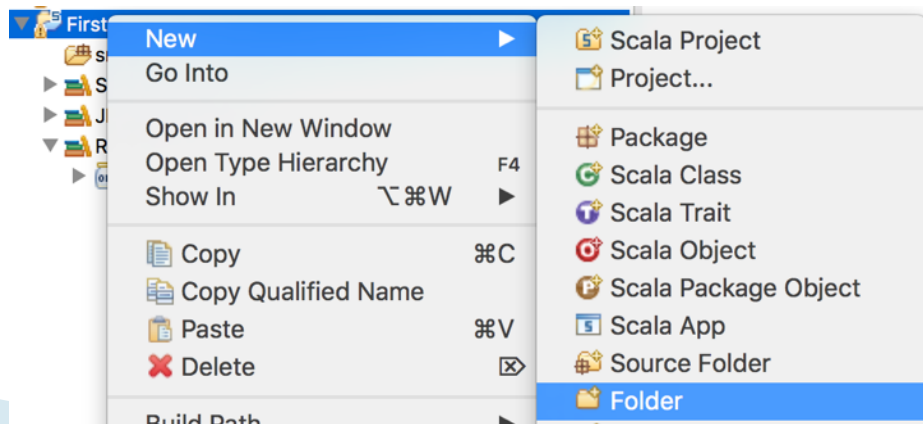 First
New
Go Into
Open in New Window
Open Type Hierarchy F4
Show In ⌥⌘W
Copy ⌘C
Copy Qualified Name
Paste ⌘V
Delete ⌦
Build Path
Scala Project
Project...
Package
Scala Class
Scala Trait
Scala Object
Scala Package Object
Scala App
Source Folder
Folder